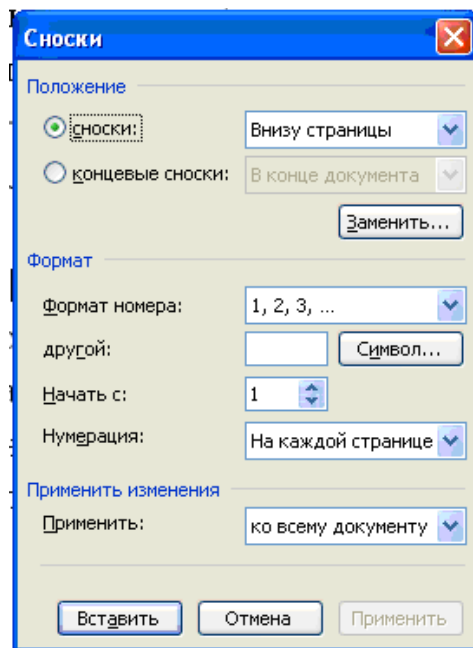 Сноски
Положение
сноски: Внизу страницы
концевые сноски: В конце документа
Заменить...
Формат
Формат номера: 1, 2, 3, ...
другой: Символ...
Начать с: 1
Нумерация: На каждой странице
Применить изменения
Применить: ко всему документу
Вставить Отмена Применить